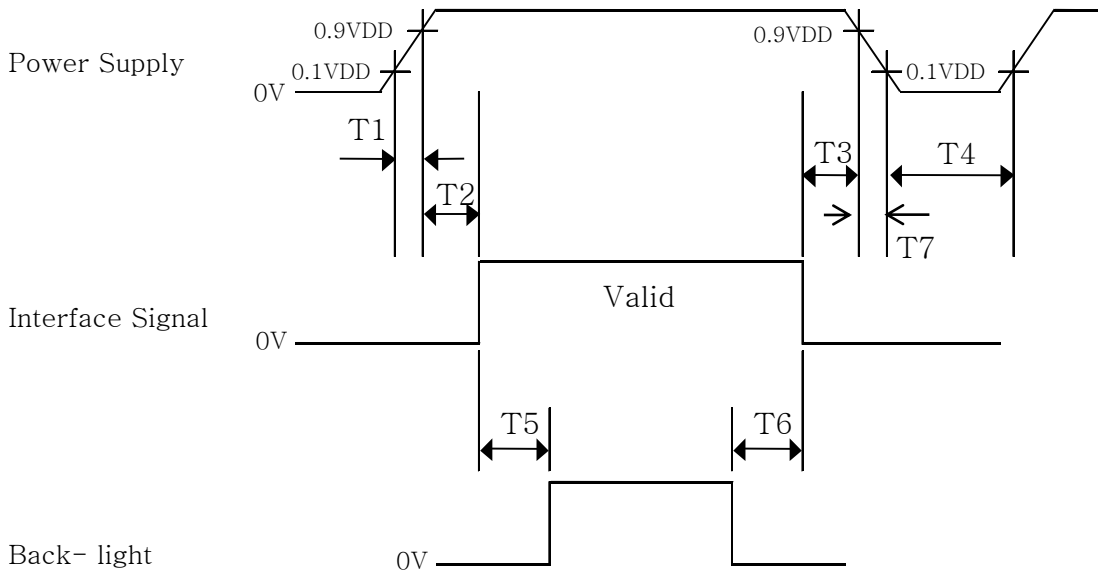 0.9VDD
0.9VDD
Power Supply
0.1VDD
0.1VDD
0V
T1
T3
T4
T2
T7
Valid
Interface Signal
0V
T5
T6
Back- light
0V